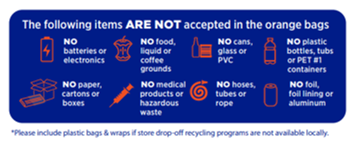 The following items ARE NOT accepted in the orange bags
NO
batteries or
electronics
NO food,
liquid or
coffee
grounds
NO cans,
glass or
PVC
NO plastic
bottles, tubs
or PET #1
containers
NO paper,
cartons or
boxes
NO medical
products or
hazardous
waste
NO hoses,
tubes or
rope
NO foil,
foil lining or
aluminum
*Please include plastic bags & wraps if store drop-off recycling programs are not available locally.